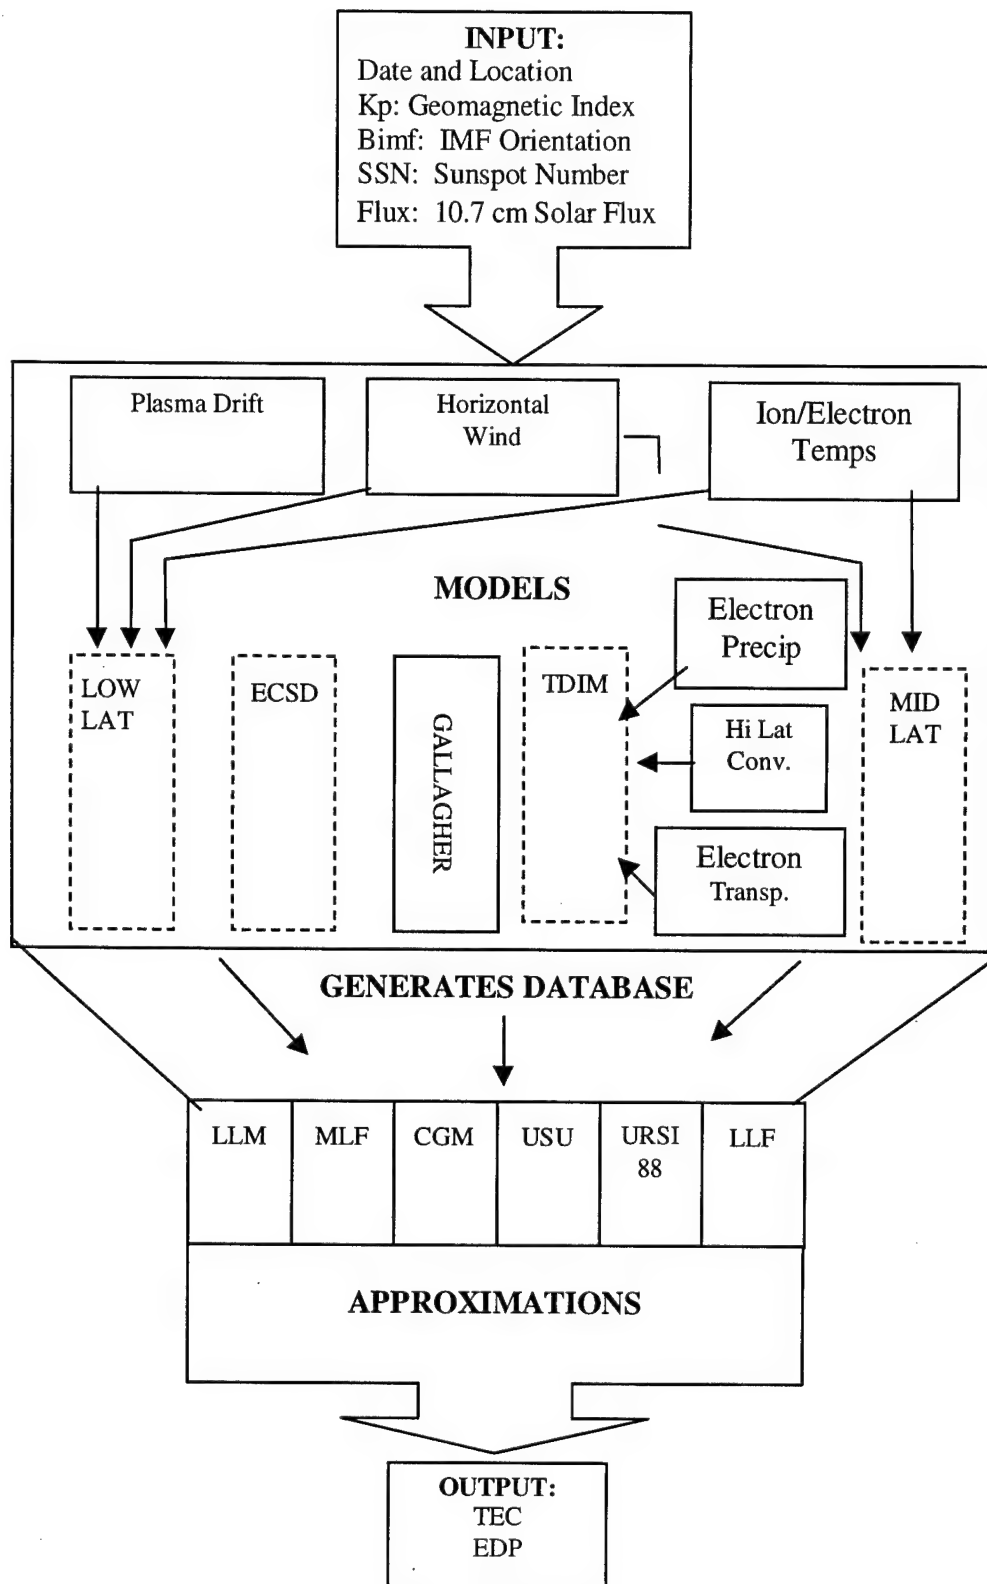 INPUT:
Date and Location
Kp: Geomagnetic Index
Bimf: IMF Orientation
SSN: Sunspot Number
Flux: 10.7 cm Solar Flux
Plasma Drift
Horizontal
Wind
Ion/Electron
Temps
MODELS
Electron
Precip
LOW
LAT
ECSD
GALLAGHER
TDIM
Hi Lat
Conv.
MID
LAT
Electron
Transp.
GENERATES DATABASE
LLM
MLF
CGM
USU
URSI
88
LLF
APPROXIMATIONS
OUTPUT:
TEC
EDP